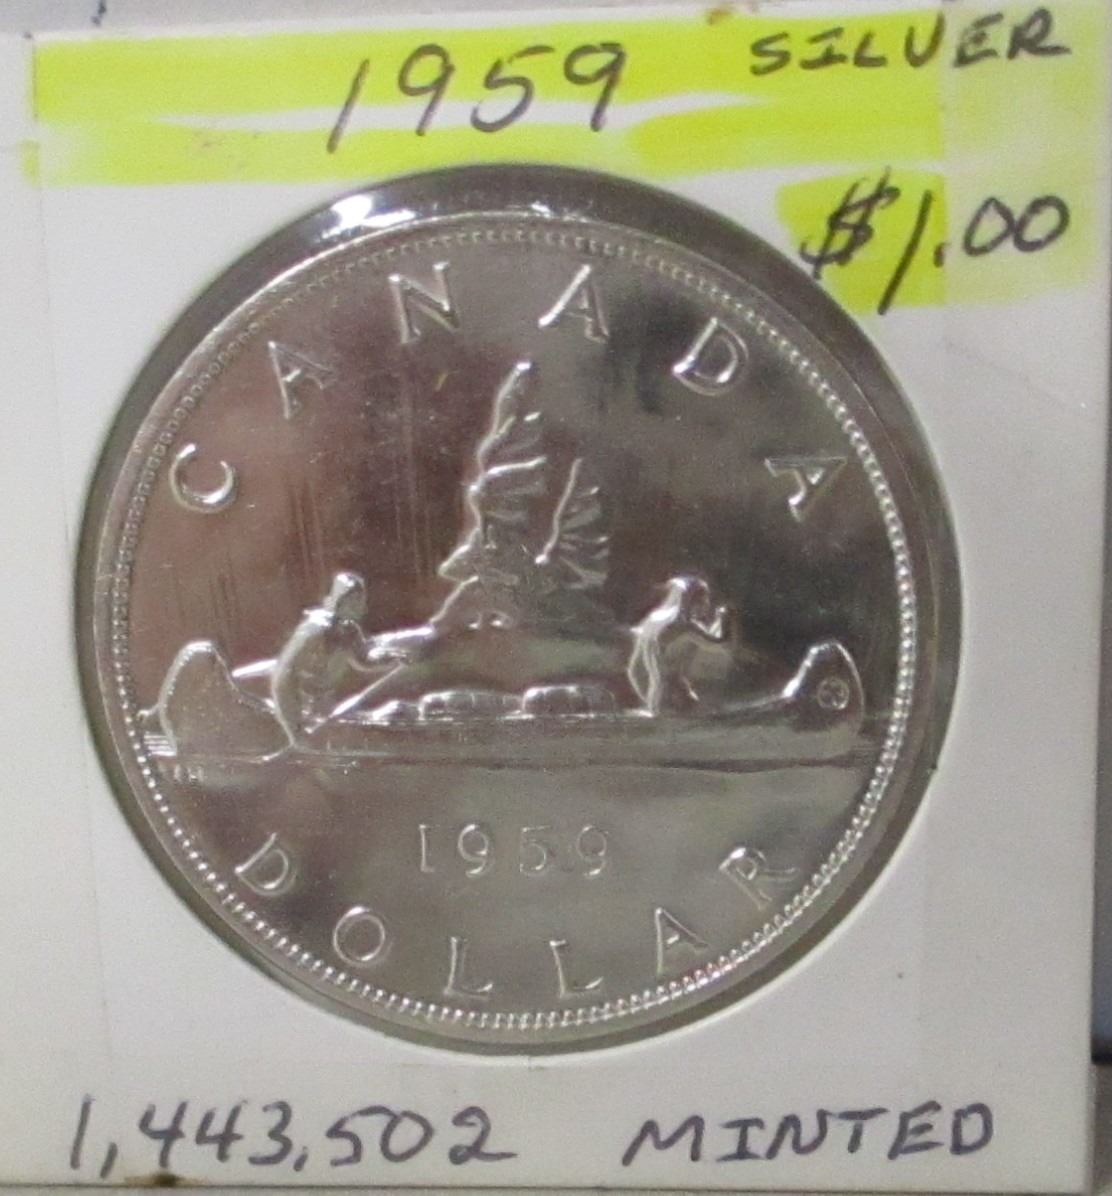 1959 SILVER
$1.00
CANADA
1959
DOLLAR
1,443,502 MINTED